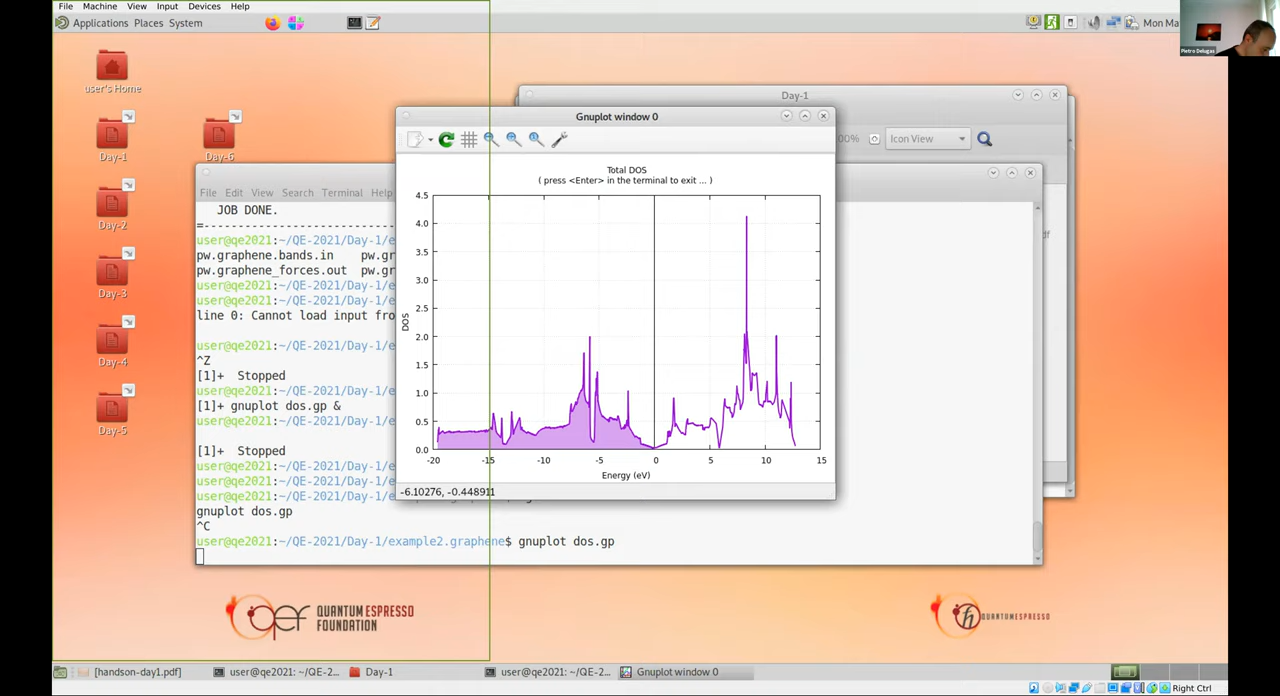 File Machine View Input Devices Help
Applications Places System
Mon Ma
Pietro Delugas
user's Home
Day-1
Day-6
Day-2
Day-3
Day-4
Day-5
Day-1
00%
Icon View
Gnuplot window 0
File Edit View Search Terminal Help
Total DOS
( press <Enter> in the terminal to exit ... )
4.5
4.0
3.5
3.0
2.5
2.0
1.5
1.0
0.5
0.0
DOS
-20 -15 -10 -5 0 5 10 15
Energy (eV)
-6.10276, -0.448911
JOB DONE.
=------------------------
user@qe2021:~/QE-2021/Day-1/e
pw.graphene.bands.in pw.gr
pw.graphene_forces.out pw.gr
user@qe2021:~/QE-2021/Day-1/e
user@qe2021:~/QE-2021/Day-1/e
line 0: Cannot load input fro
user@qe2021:~/QE-2021/Day-1/e
^Z
[1]+ Stopped
user@qe2021:~/QE-2021/Day-1/e
[1]+ gnuplot dos.gp &
user@qe2021:~/QE-2021/Day-1/e
[1]+ Stopped
user@qe2021:~/QE-2021/Day-1/e
user@qe2021:~/QE-2021/Day-1/e
user@qe2021:~/QE-2021/Day-1/e
gnuplot dos.gp
^C
user@qe2021:~/QE-2021/Day-1/example2.graphene$ gnuplot dos.gp
df
QUANTUM ESPRESSO
FOUNDATION
QUANTUMESPRESSO
[handson-day1.pdf]
user@qe2021: ~/QE-2...
Day-1
user@qe2021: ~/QE-2...
Gnuplot window 0
Right Ctrl